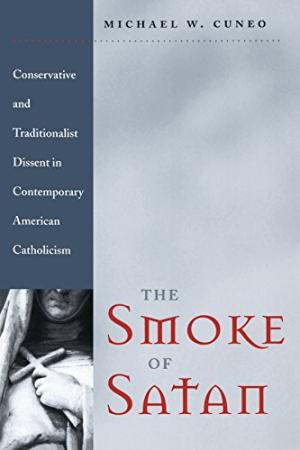 MICHAEL W. CUNEO
Conservative
and
Traditionalist
Dissent in
Contemporary
American
Catholicism
THE
SMOKE
OF
SATAN